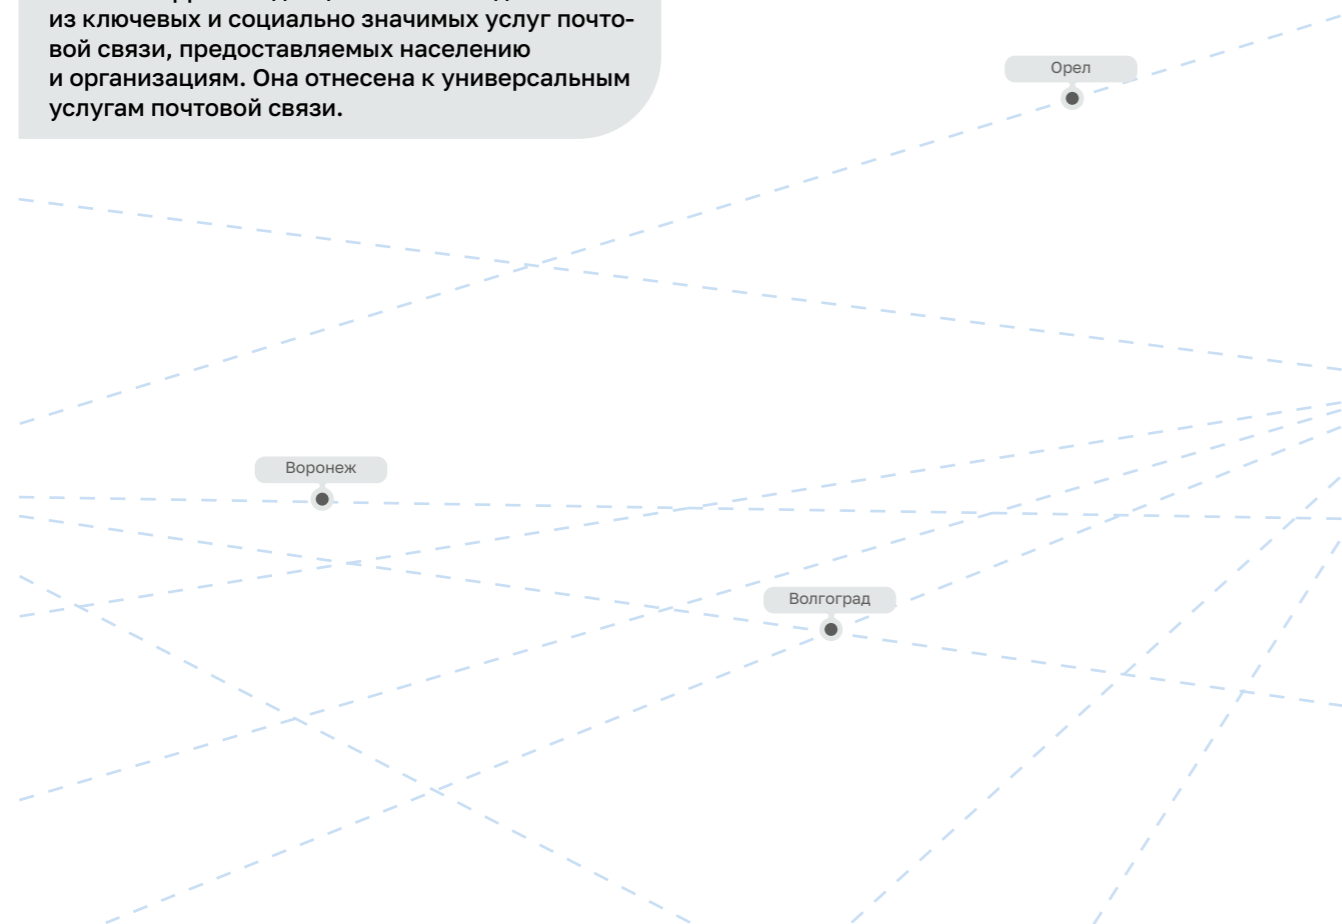 из ключевых и социально значимых услуг почто-
вой связи, предоставляемых населению
и организациям. Она отнесена к универсальным
услугам почтовой связи.
Орел
Воронеж
Волгоград